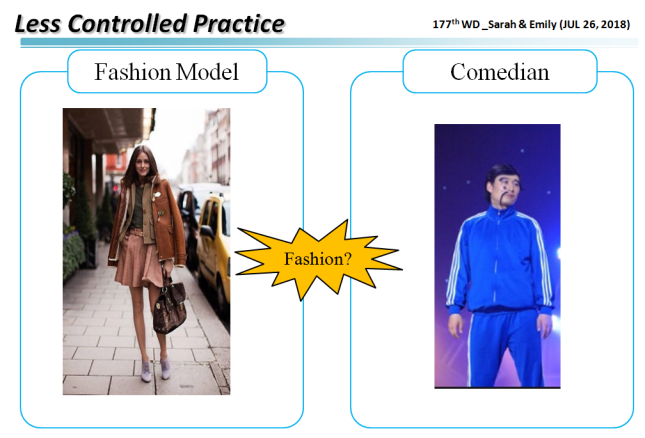 Less Controlled Practice
177th WD _Sarah & Emily (JUL 26, 2018)
Fashion Model
Comedian
Fashion?